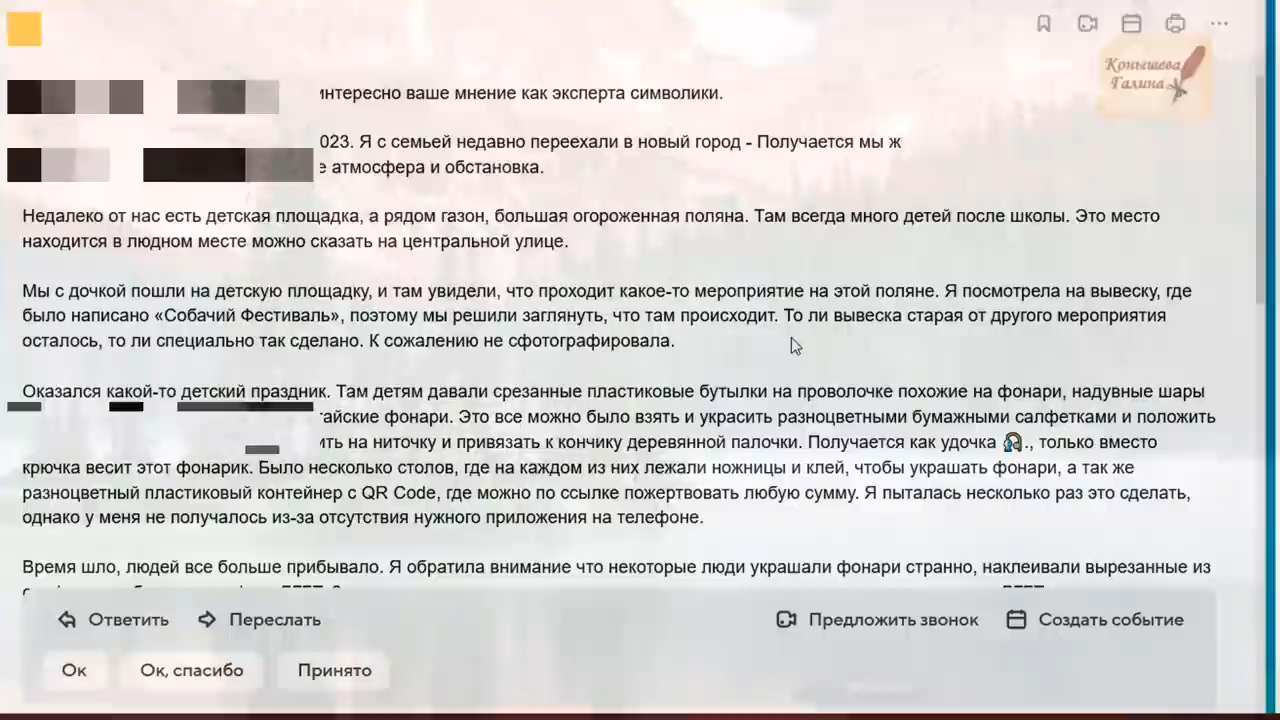 Конышева
Галина
интересно ваше мнение как эксперта символики.
023. Я с семьей недавно переехали в новый город - Получается мы ж
е атмосфера и обстановка.
Недалеко от нас есть детская площадка, а рядом газон, большая огороженная поляна. Там всегда много детей после школы. Это место
находится в людном месте можно сказать на центральной улице.
Мы с дочкой пошли на детскую площадку, и там увидели, что проходит какое-то мероприятие на этой поляне. Я посмотрела на вывеску, где
было написано «Собачий Фестиваль», поэтому мы решили заглянуть, что там происходит. То ли вывеска старая от другого мероприятия
осталось, то ли специально так сделано. К сожалению не сфотографировала.
Оказался какой-то детский праздник. Там детям давали срезанные пластиковые бутылки на проволочке похожие на фонари, надувные шары
тайские фонари. Это все можно было взять и украсить разноцветными бумажными салфетками и положить
ить на ниточку и привязать к кончику деревянной палочки. Получается как удочка ., только вместо
крючка весит этот фонарик. Было несколько столов, где на каждом из них лежали ножницы и клей, чтобы украшать фонари, а так же
разноцветный пластиковый контейнер с QR Code, где можно по ссылке пожертвовать любую сумму. Я пыталась несколько раз это сделать,
однако у меня не получалось из-за отсутствия нужного приложения на телефоне.
Время шло, людей все больше прибывало. Я обратила внимание что некоторые люди украшали фонари странно, наклеивали вырезанные из
Ответить Переслать Предложить звонок Создать событие
Ок Ок, спасибо Принято